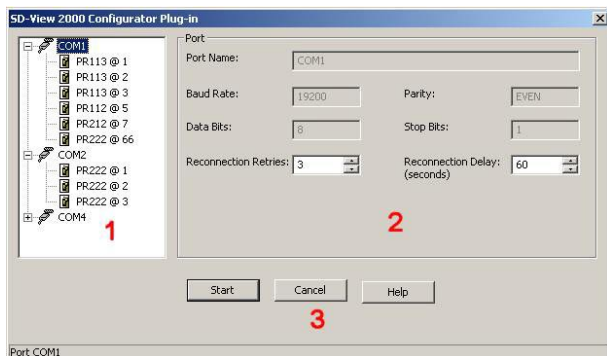 SD-View 2000 Configurator Plug-in
COM1
PR113 @ 1
PR113 @ 2
PR113 @ 3
PR112 @ 5
PR212 @ 7
PR222 @ 66
COM2
PR222 @ 1
PR222 @ 2
PR222 @ 3
COM4
1
Port
Port Name: COM1
Baud Rate: 19200 Parity: EVEN
Data Bits: 8 Stop Bits: 1
Reconnection Retries: 3 Reconnection Delay: 60
(seconds)
2
Start Cancel Help
3
Port COM1